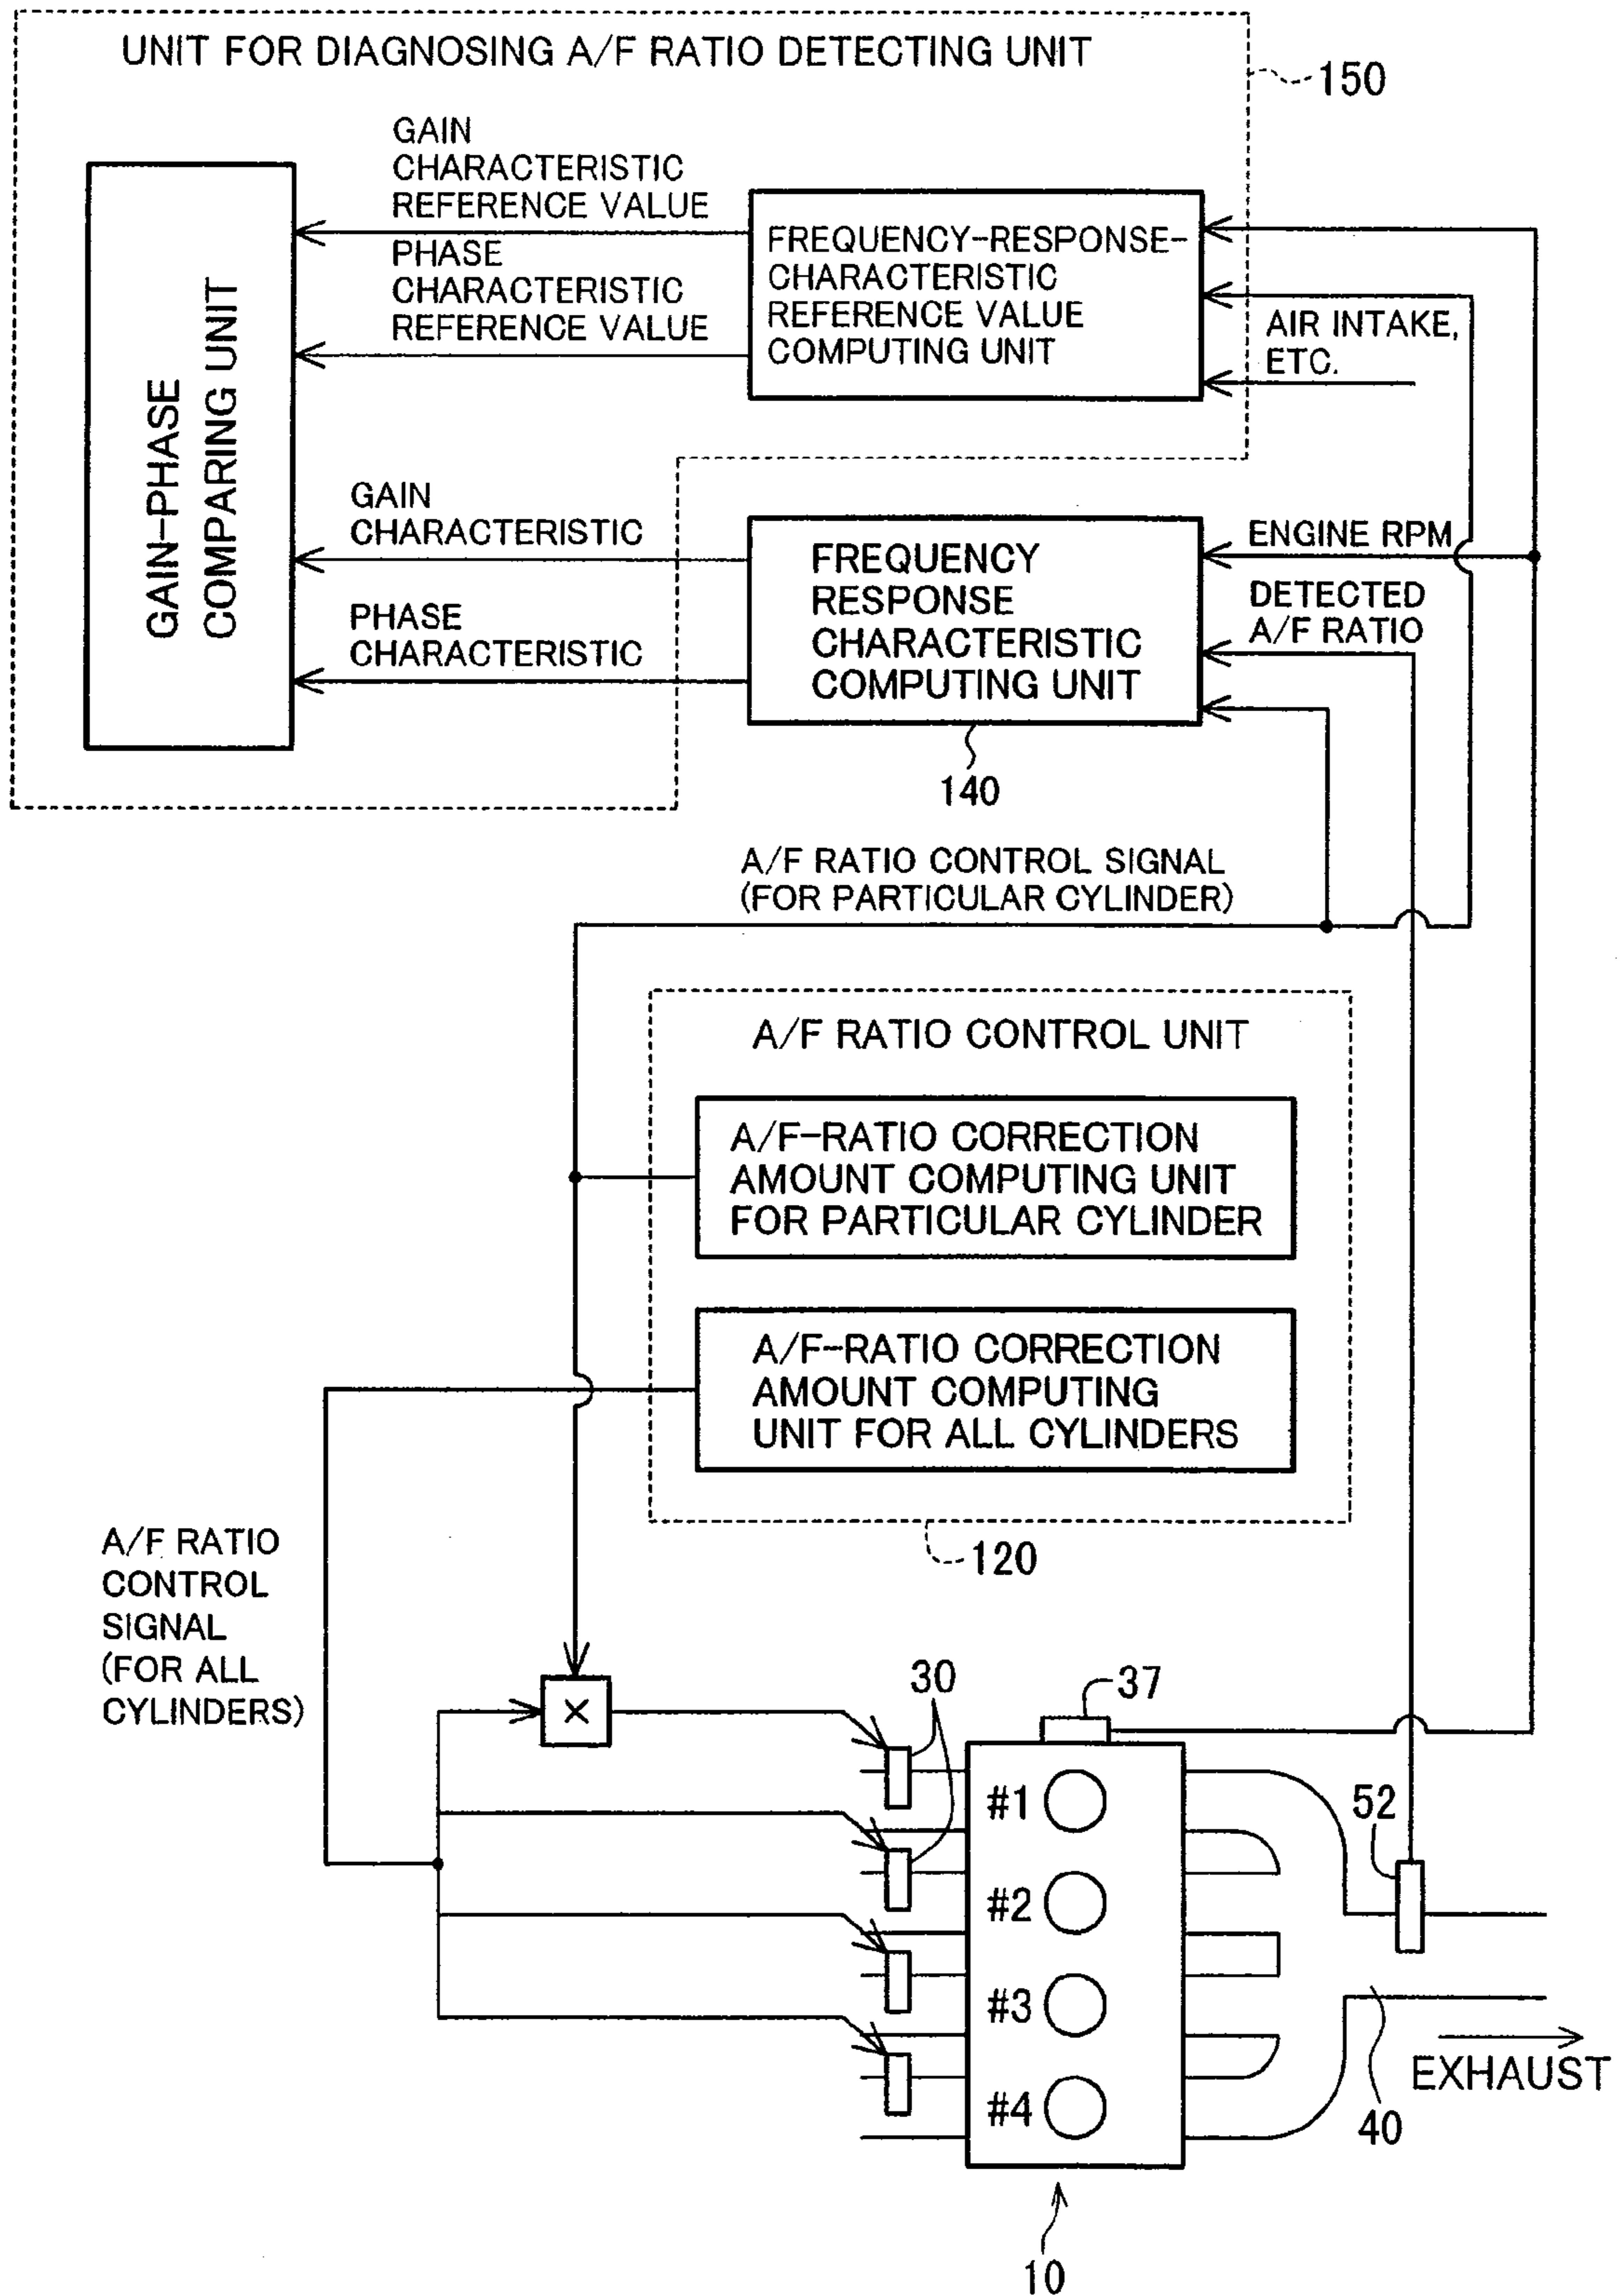 UNIT FOR DIAGNOSING A/F RATIO DETECTING UNIT
150
GAIN
CHARACTERISTIC
REFERENCE VALUE
PHASE
CHARACTERISTIC
REFERENCE VALUE
FREQUENCY-RESPONSE-
CHARACTERISTIC
REFERENCE VALUE
COMPUTING UNIT
AIR INTAKE,
ETC.
GAIN-PHASE
COMPARING UNIT
GAIN
CHARACTERISTIC
PHASE
CHARACTERISTIC
FREQUENCY
RESPONSE
CHARACTERISTIC
COMPUTING UNIT
ENGINE RPM
DETECTED
A/F RATIO
140
A/F RATIO CONTROL SIGNAL
(FOR PARTICULAR CYLINDER)
A/F RATIO CONTROL UNIT
A/F-RATIO CORRECTION
AMOUNT COMPUTING UNIT
FOR PARTICULAR CYLINDER
A/F-RATIO CORRECTION
AMOUNT COMPUTING
UNIT FOR ALL CYLINDERS
120
A/F RATIO
CONTROL
SIGNAL
(FOR ALL
CYLINDERS)
×
30
37
52
#1
#2
#3
#4
EXHAUST
40
10